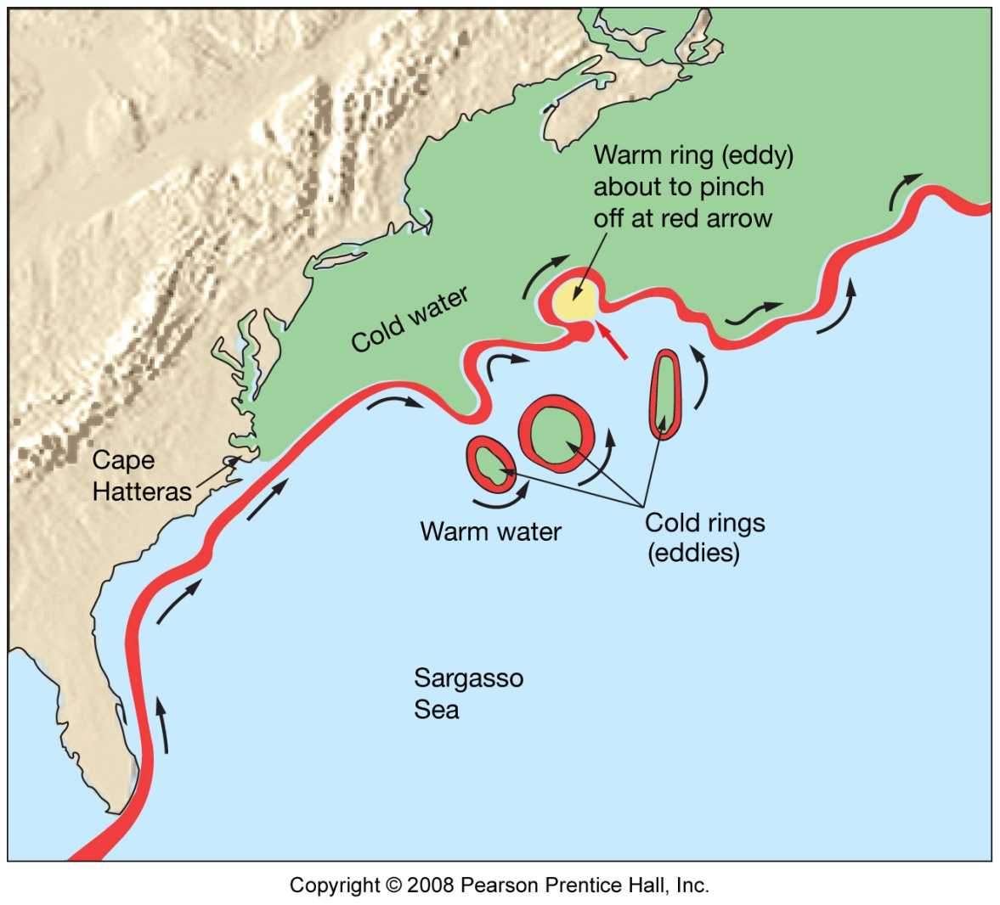 Warm ring (eddy)
about to pinch
off at red arrow
Cold water
Cape
Hatteras
Warm water
Cold rings
(eddies)
Sargasso
Sea
Copyright © 2008 Pearson Prentice Hall, Inc.